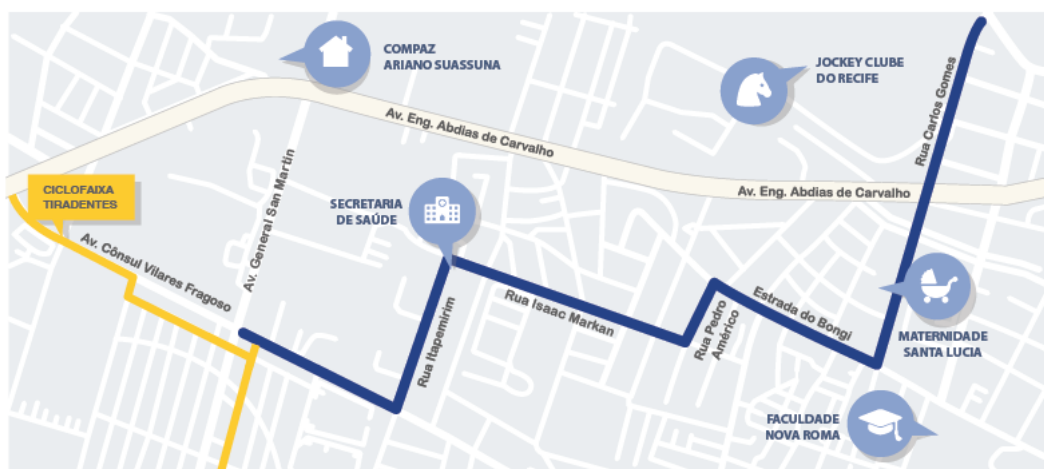 COMPAZ
ARIANO SUASSUNA
JOCKEY CLUBE
DO RECIFE
Rua Carlos Gomes
Av. Eng. Abdias de Carvalho
Av. Eng. Abdias de Carvalho
CICLOFAIXA
TIRADENTES
SECRETARIA
DE SAÚDE
Av. General San Martin
Av. Cônsul Vilares Fragoso
Rua Itapemirim
Rua Isaac Markan
Rua Pedro
Américo
Estrada do Bongi
MATERNIDADE
SANTA LUCIA
FACULDADE
NOVA ROMA